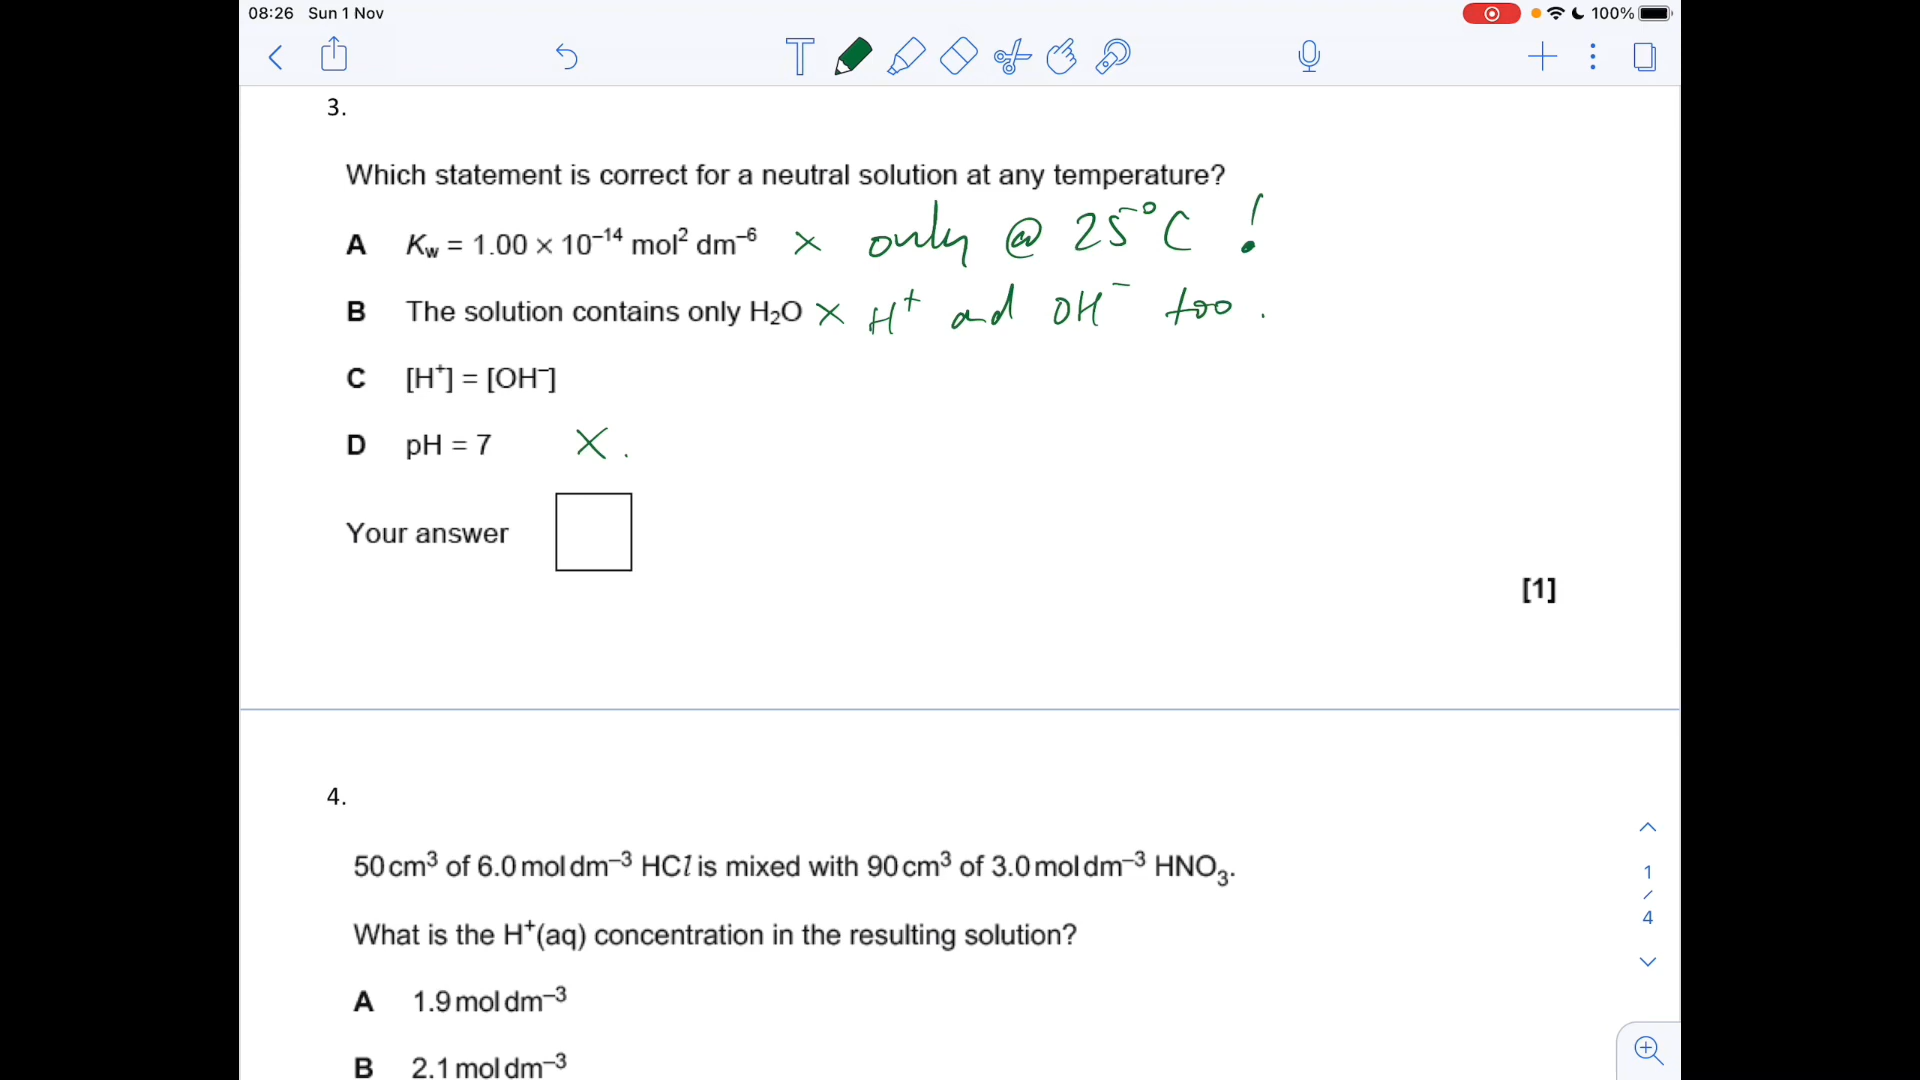 08:26 Sun 1 Nov 100%
T
3.
Which statement is correct for a neutral solution at any temperature?
A Kw = 1.00 × 10⁻¹⁴ mol² dm⁻⁶ × only @ 25°C !
B The solution contains only H₂O × H⁺ and OH⁻ too.
C [H⁺] = [OH⁻]
D pH = 7 ×.
Your answer
[1]
4.
50 cm³ of 6.0 mol dm⁻³ HCl is mixed with 90 cm³ of 3.0 mol dm⁻³ HNO₃.
What is the H⁺(aq) concentration in the resulting solution?
A 1.9 mol dm⁻³
B 2.1 mol dm⁻³
1
/
4